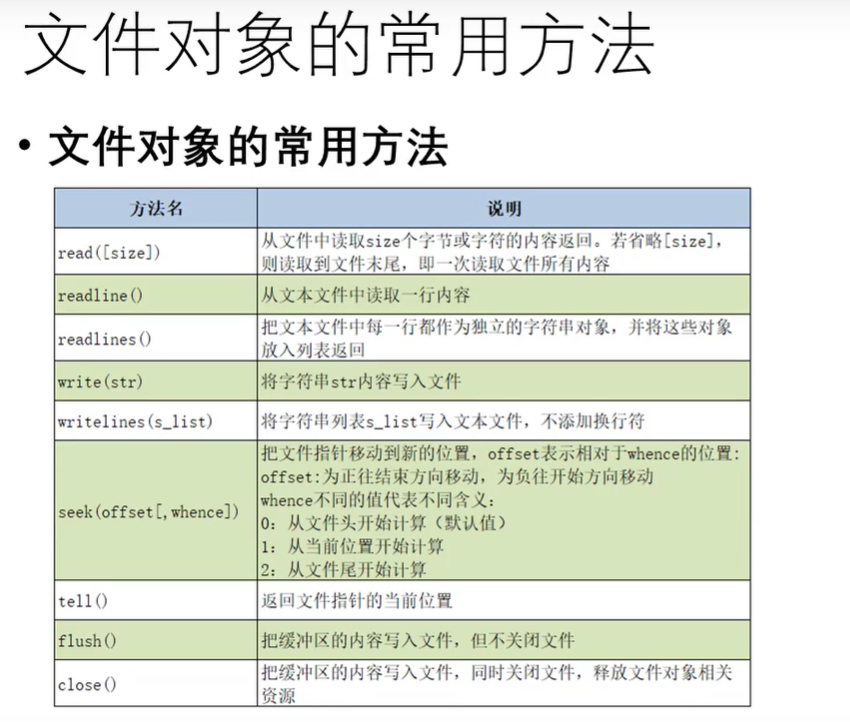 文件对象的常用方法
• 文件对象的常用方法
方法名 说明
read([size]) 从文件中读取size个字节或字符的内容返回。若省略[size],
则读取到文件末尾,即一次读取文件所有内容
readline() 从文本文件中读取一行内容
readlines() 把文本文件中每一行都作为独立的字符串对象,并将这些对象
放入列表返回
write(str) 将字符串str内容写入文件
writelines(s_list) 将字符串列表s_list写入文本文件,不添加换行符
seek(offset[,whence]) 把文件指针移动到新的位置,offset表示相对于whence的位置:
offset:为正往结束方向移动,为负往开始方向移动
whence不同的值代表不同含义:
0: 从文件头开始计算(默认值)
1: 从当前位置开始计算
2: 从文件尾开始计算
tell() 返回文件指针的当前位置
flush() 把缓冲区的内容写入文件,但不关闭文件
close() 把缓冲区的内容写入文件,同时关闭文件,释放文件对象相关
资源